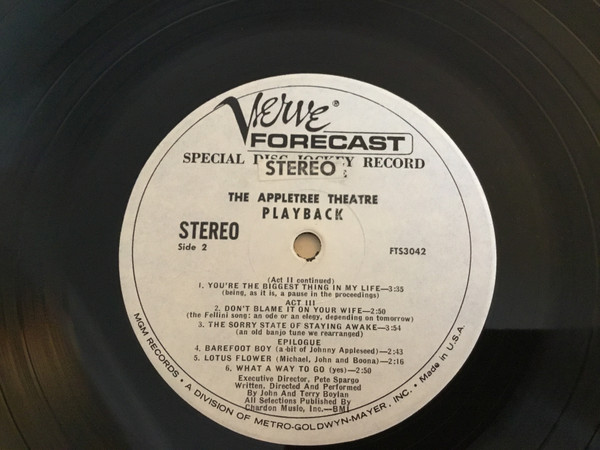 Verve®
FORECAST
SPECIAL DISC JOCKEY RECORD
STEREO
THE APPLETREE THEATRE
PLAYBACK
STEREO
Side 2
FTS3042
(Act II continued)
1. YOU'RE THE BIGGEST THING IN MY LIFE—3:35
(being, as it is, a pause in the proceedings)
ACT III
2. DON'T BLAME IT ON YOUR WIFE—2:50
(the Fellini song: an ode or an elegy, depending on tomorrow)
3. THE SORRY STATE OF STAYING AWAKE—3:54
(an old banjo tune we rearranged)
EPILOGUE
4. BAREFOOT BOY (a bit of Johnny Appleseed)—2:43
5. LOTUS FLOWER (Michael, John and Boona)—2:16
6. WHAT A WAY TO GO (yes)—2:50
Executive Director, Pete Spargo
Written, Directed And Performed
By John And Terry Boylan
All Selections Published By
Chardon Music, Inc.—BMI
MGM RECORDS • A DIVISION OF METRO-GOLDWYN-MAYER, INC. • Made in U.S.A.